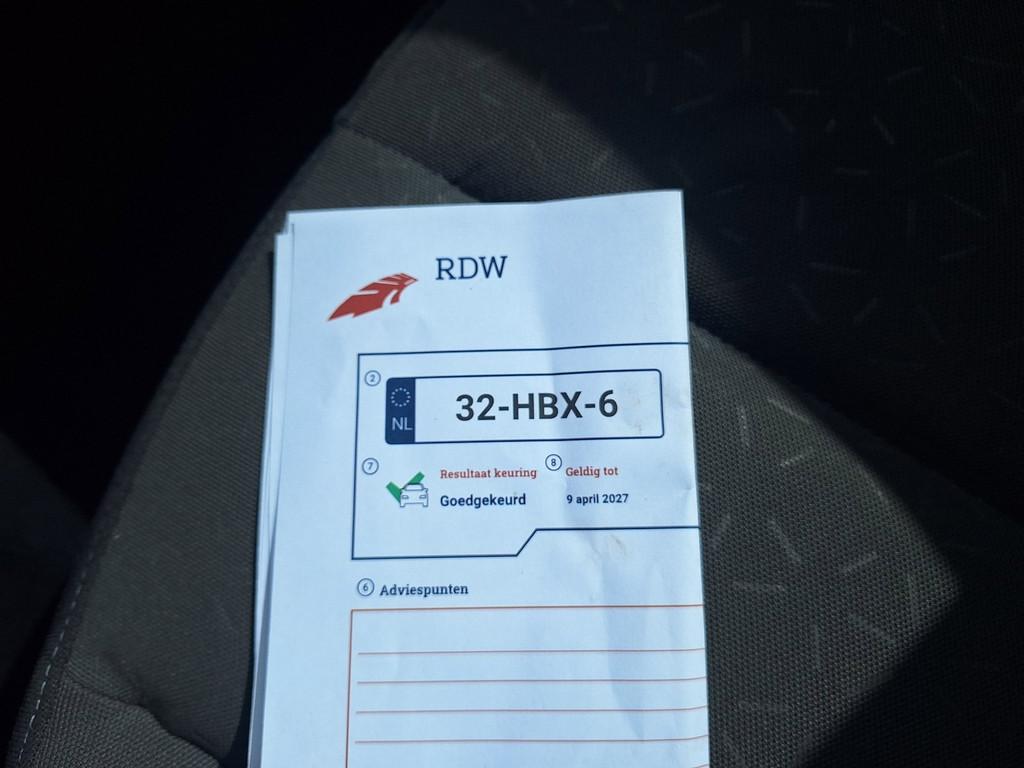 RDW
2
NL
32-HBX-6
7
Resultaat keuring
8
Geldig tot
Goedgekeurd
9 april 2027
6 Adviespunten